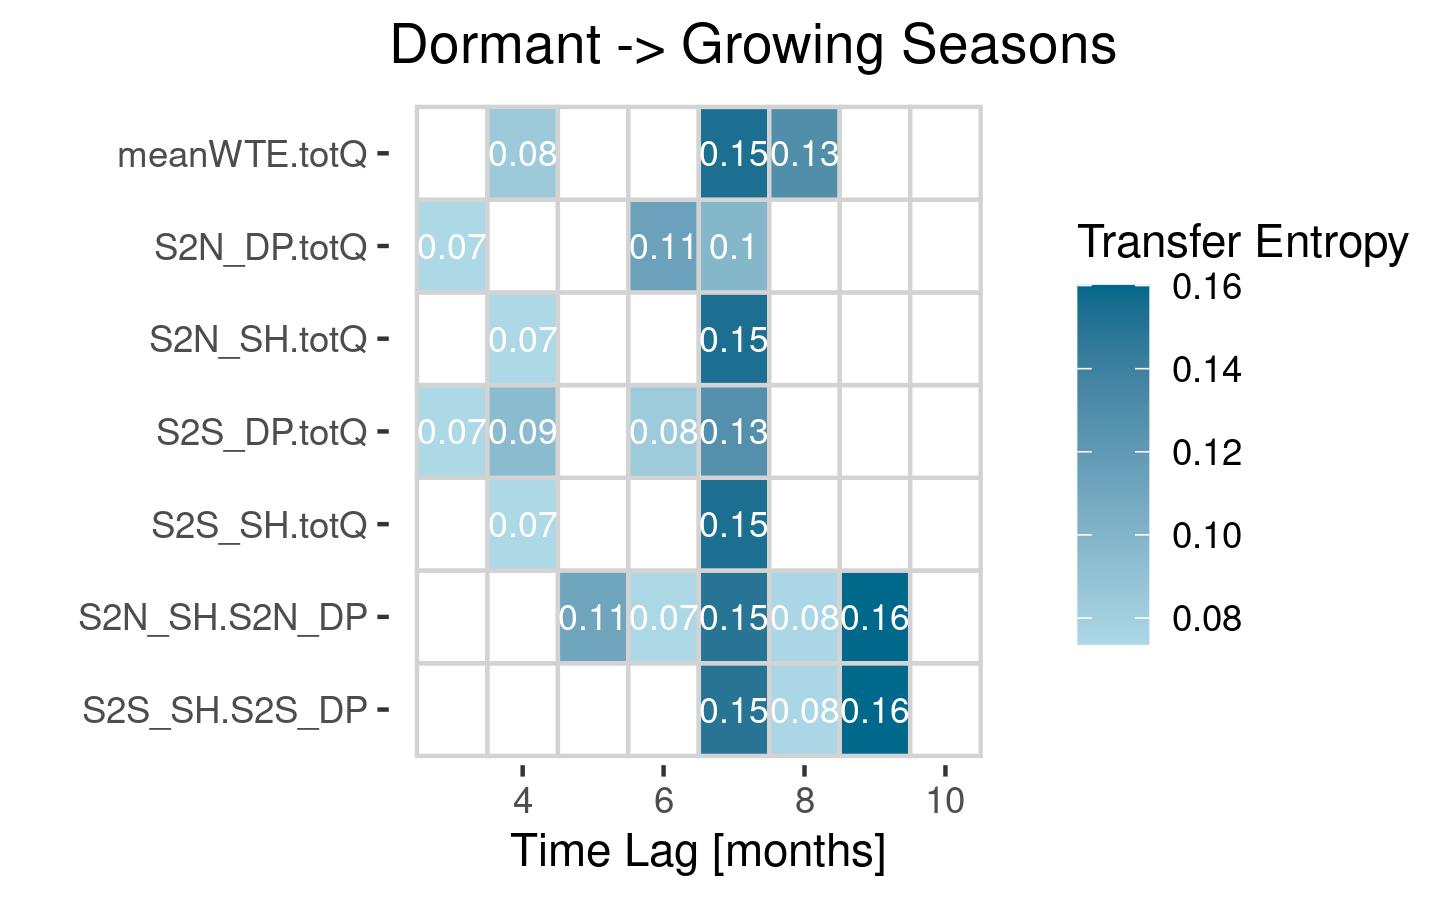 Dormant -> Growing Seasons
meanWTE.totQ 0.08 0.15 0.13
S2N_DP.totQ 0.07 0.11 0.1
S2N_SH.totQ 0.07 0.15
S2S_DP.totQ 0.07 0.09 0.08 0.13
S2S_SH.totQ 0.07 0.15
S2N_SH.S2N_DP 0.11 0.07 0.15 0.08 0.16
S2S_SH.S2S_DP 0.15 0.08 0.16
4 6 8 10
Time Lag [months]
Transfer Entropy
0.16
0.14
0.12
0.10
0.08